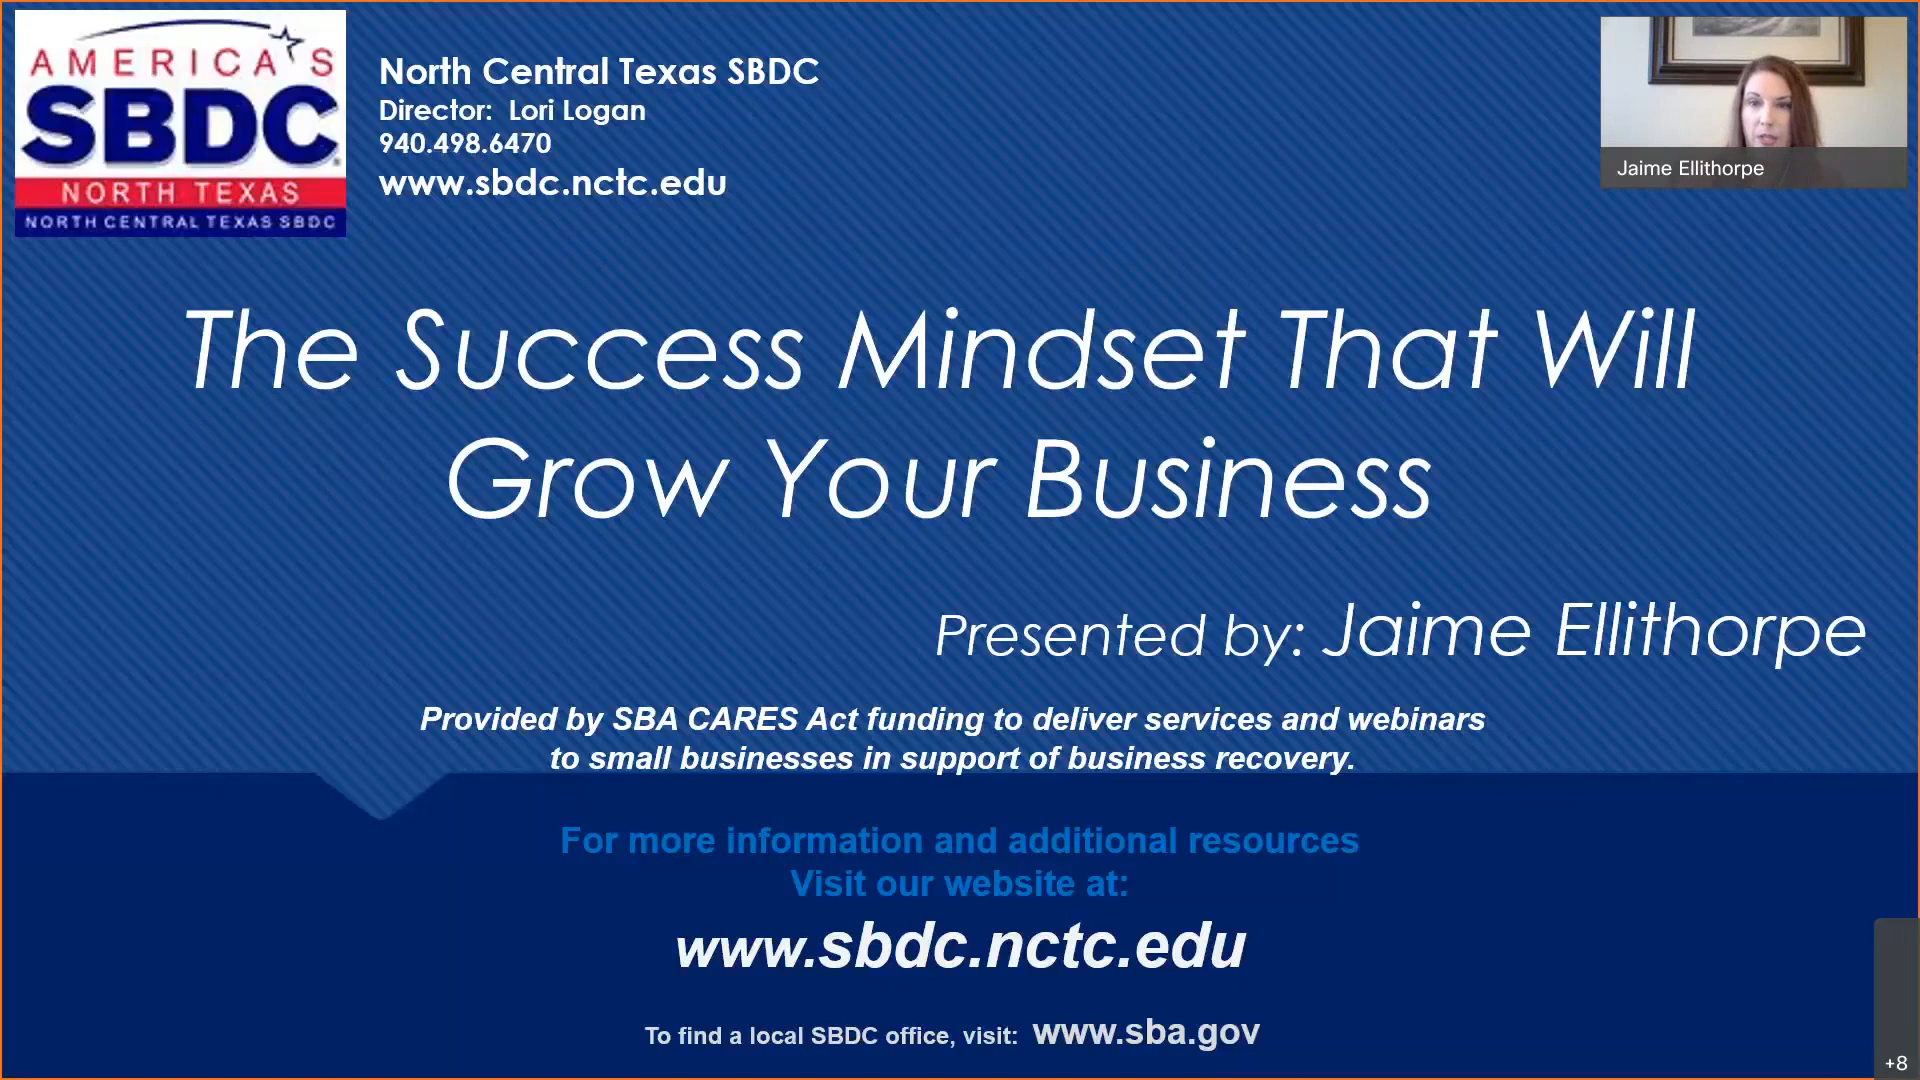 AMERICA'S
SBDC
NORTH TEXAS
NORTH CENTRAL TEXAS SBDC
North Central Texas SBDC
Director: Lori Logan
940.498.6470
www.sbdc.nctc.edu
Jaime Ellithorpe
The Success Mindset That Will
Grow Your Business
Presented by: Jaime Ellithorpe
Provided by SBA CARES Act funding to deliver services and webinars
to small businesses in support of business recovery.
For more information and additional resources
Visit our website at:
www.sbdc.nctc.edu
To find a local SBDC office, visit: www.sba.gov
+8